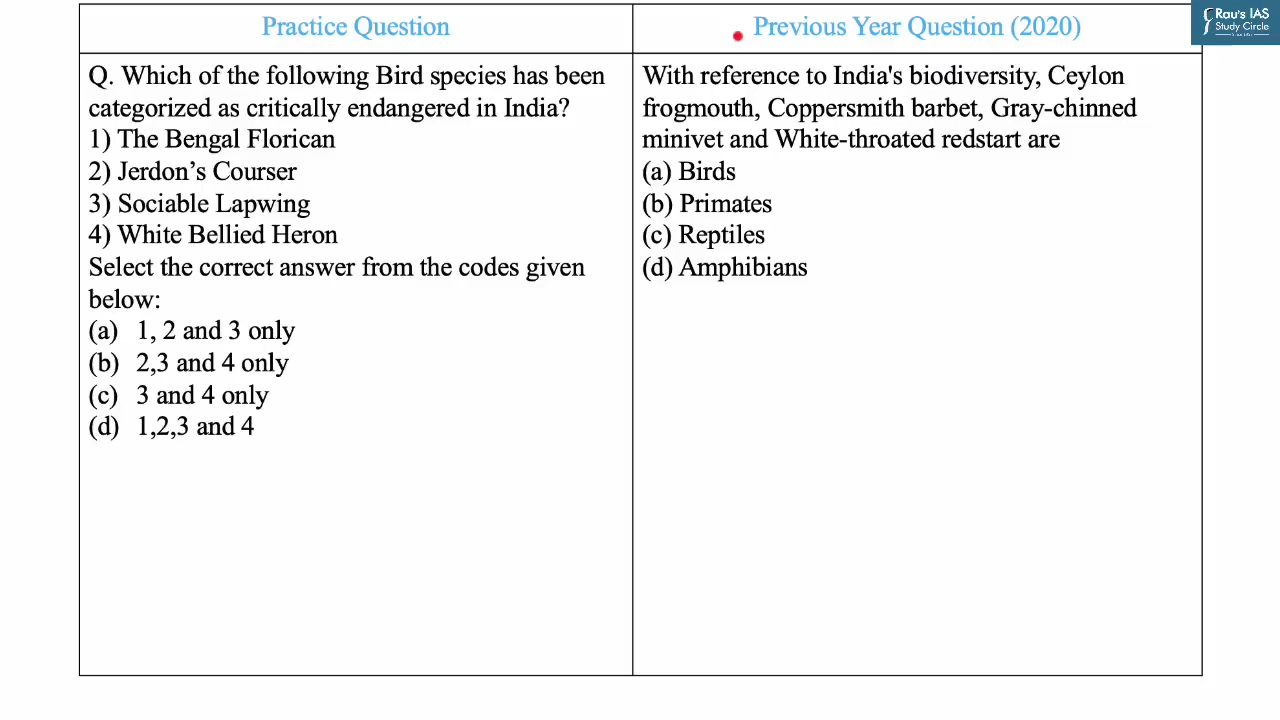 Practice Question
Q. Which of the following Bird species has been
categorized as critically endangered in India?
1) The Bengal Florican
2) Jerdon’s Courser
3) Sociable Lapwing
4) White Bellied Heron
Select the correct answer from the codes given
below:
(a) 1, 2 and 3 only
(b) 2,3 and 4 only
(c) 3 and 4 only
(d) 1,2,3 and 4
Previous Year Question (2020)
With reference to India's biodiversity, Ceylon
frogmouth, Coppersmith barbet, Gray-chinned
minivet and White-throated redstart are
(a) Birds
(b) Primates
(c) Reptiles
(d) Amphibians
Rau's IAS
Study Circle